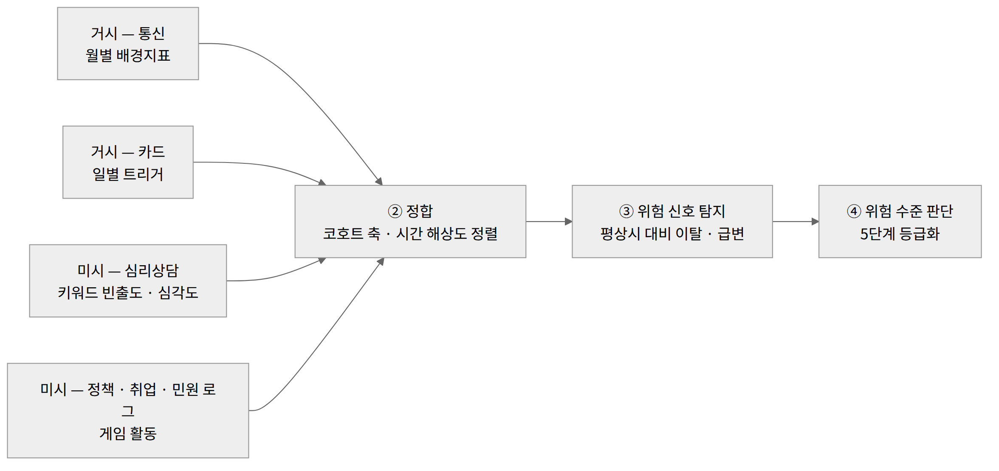 거시 — 통신
월별 배경지표
거시 — 카드
일별 트리거
미시 — 심리상담
키워드 빈출도 · 심각도
미시 — 정책 · 취업 · 민원 로
그
게임 활동
② 정합
코호트 축 · 시간 해상도 정렬
③ 위험 신호 탐지
평상시 대비 이탈 · 급변
④ 위험 수준 판단
5단계 등급화